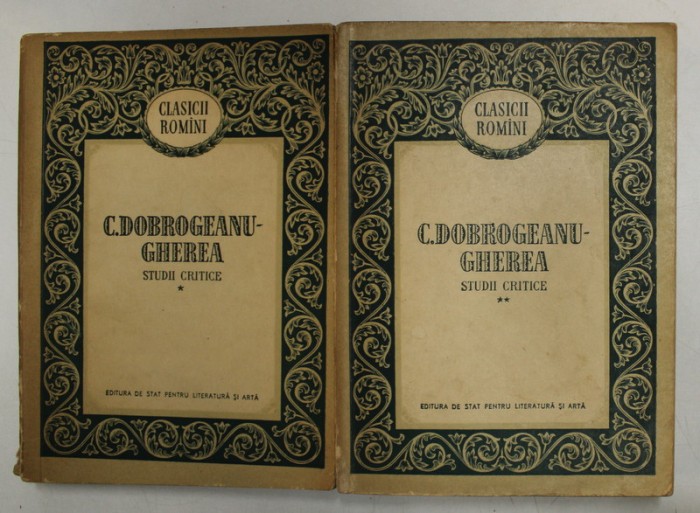 CLASICII
ROMÎNI
C.DOBROGEANU-
GHEREA
STUDII CRITICE
*
EDITURA DE STAT PENTRU LITERATURĂ ȘI ARTĂ
CLASICII
ROMÎNI
C.DOBROGEANU-
GHEREA
STUDII CRITICE
**
EDITURA DE STAT PENTRU LITERATURĂ ȘI ARTĂ